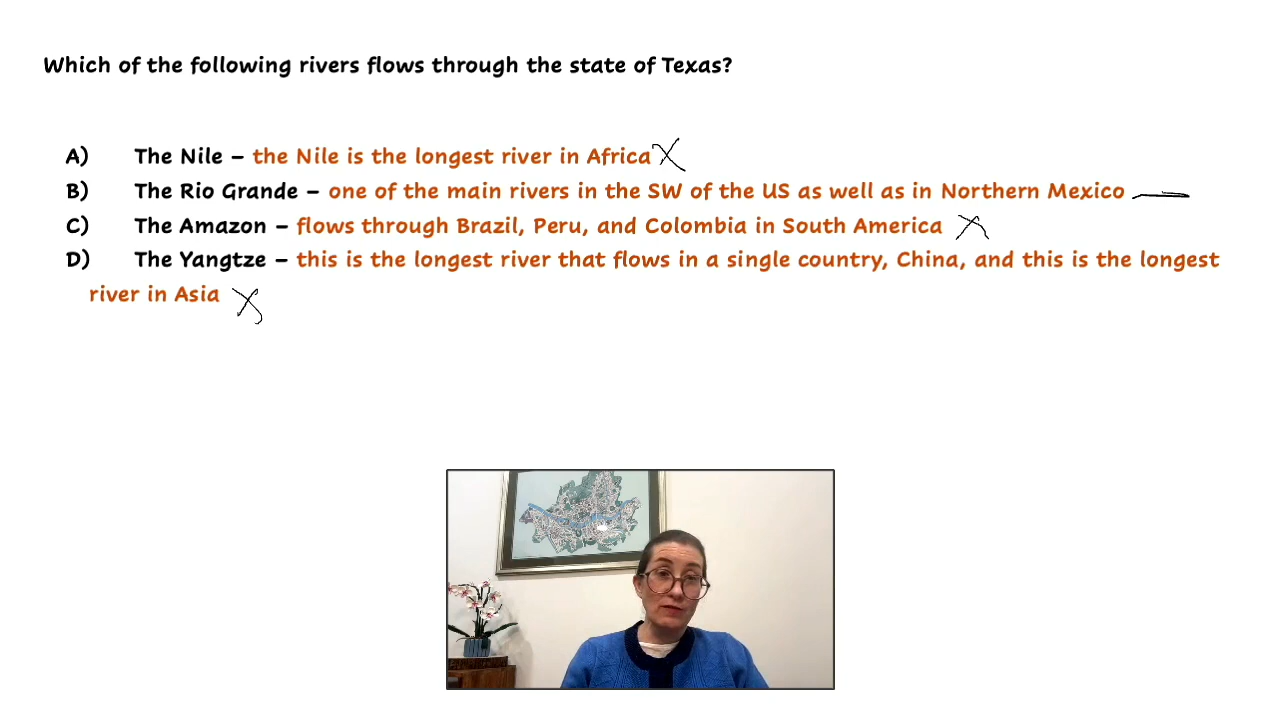 Which of the following rivers flows through the state of Texas?
A) The Nile – the Nile is the longest river in Africa
B) The Rio Grande – one of the main rivers in the SW of the US as well as in Northern Mexico
C) The Amazon – flows through Brazil, Peru, and Colombia in South America
D) The Yangtze – this is the longest river that flows in a single country, China, and this is the longest
river in Asia